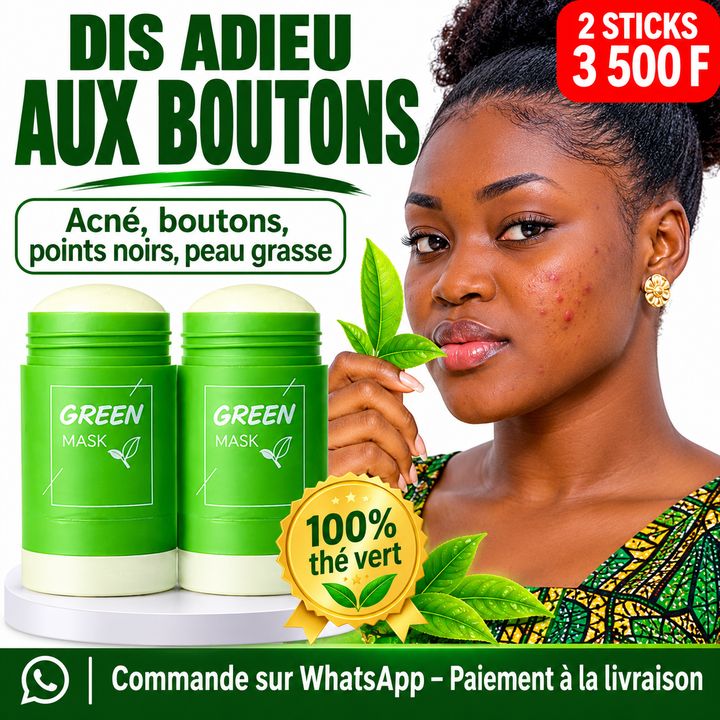 DIS ADIEU
AUX BOUTONS
2 STICKS
3 500 F
Acné, boutons,
points noirs, peau grasse
GREEN
MASK
GREEN
MASK
100%
thé vert
Commande sur WhatsApp – Paiement à la livraison